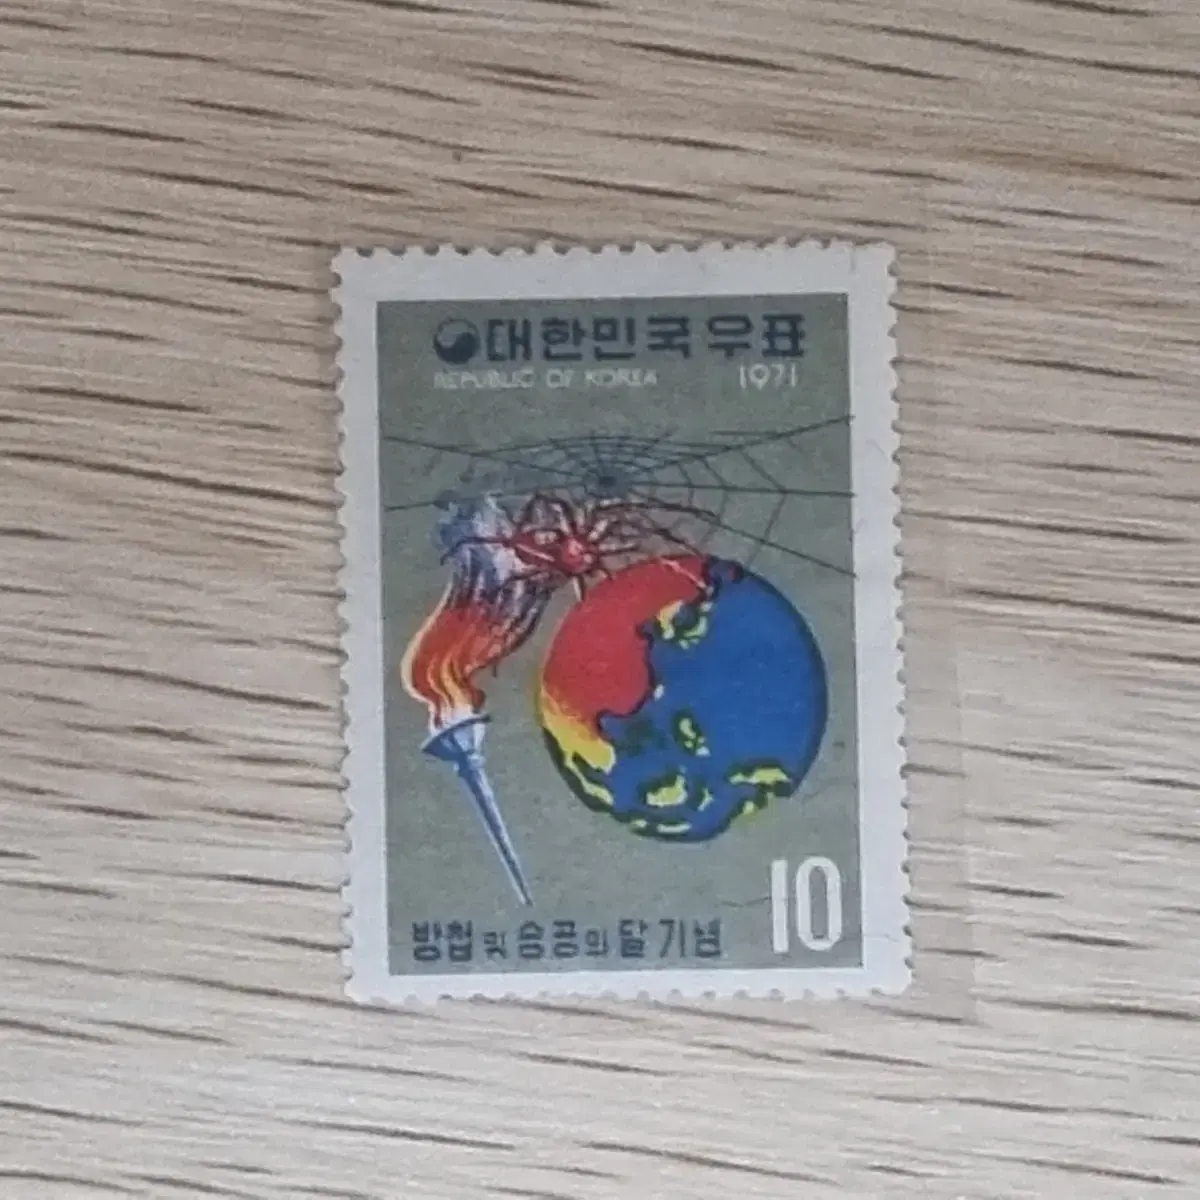 대한민국 우표
REPUBLIC OF KOREA 1971
방첩 및 승공의 달 기념
10